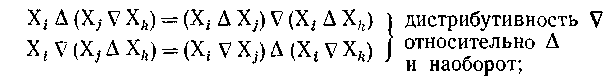 X_i Δ (X_j ∇ X_k) = (X_i Δ X_j) ∇ (X_i Δ X_k) } дистрибутивность ∇
X_i ∇ (X_j Δ X_k) = (X_i ∇ X_j) Δ (X_i ∇ X_k) } относительно Δ
и наоборот;